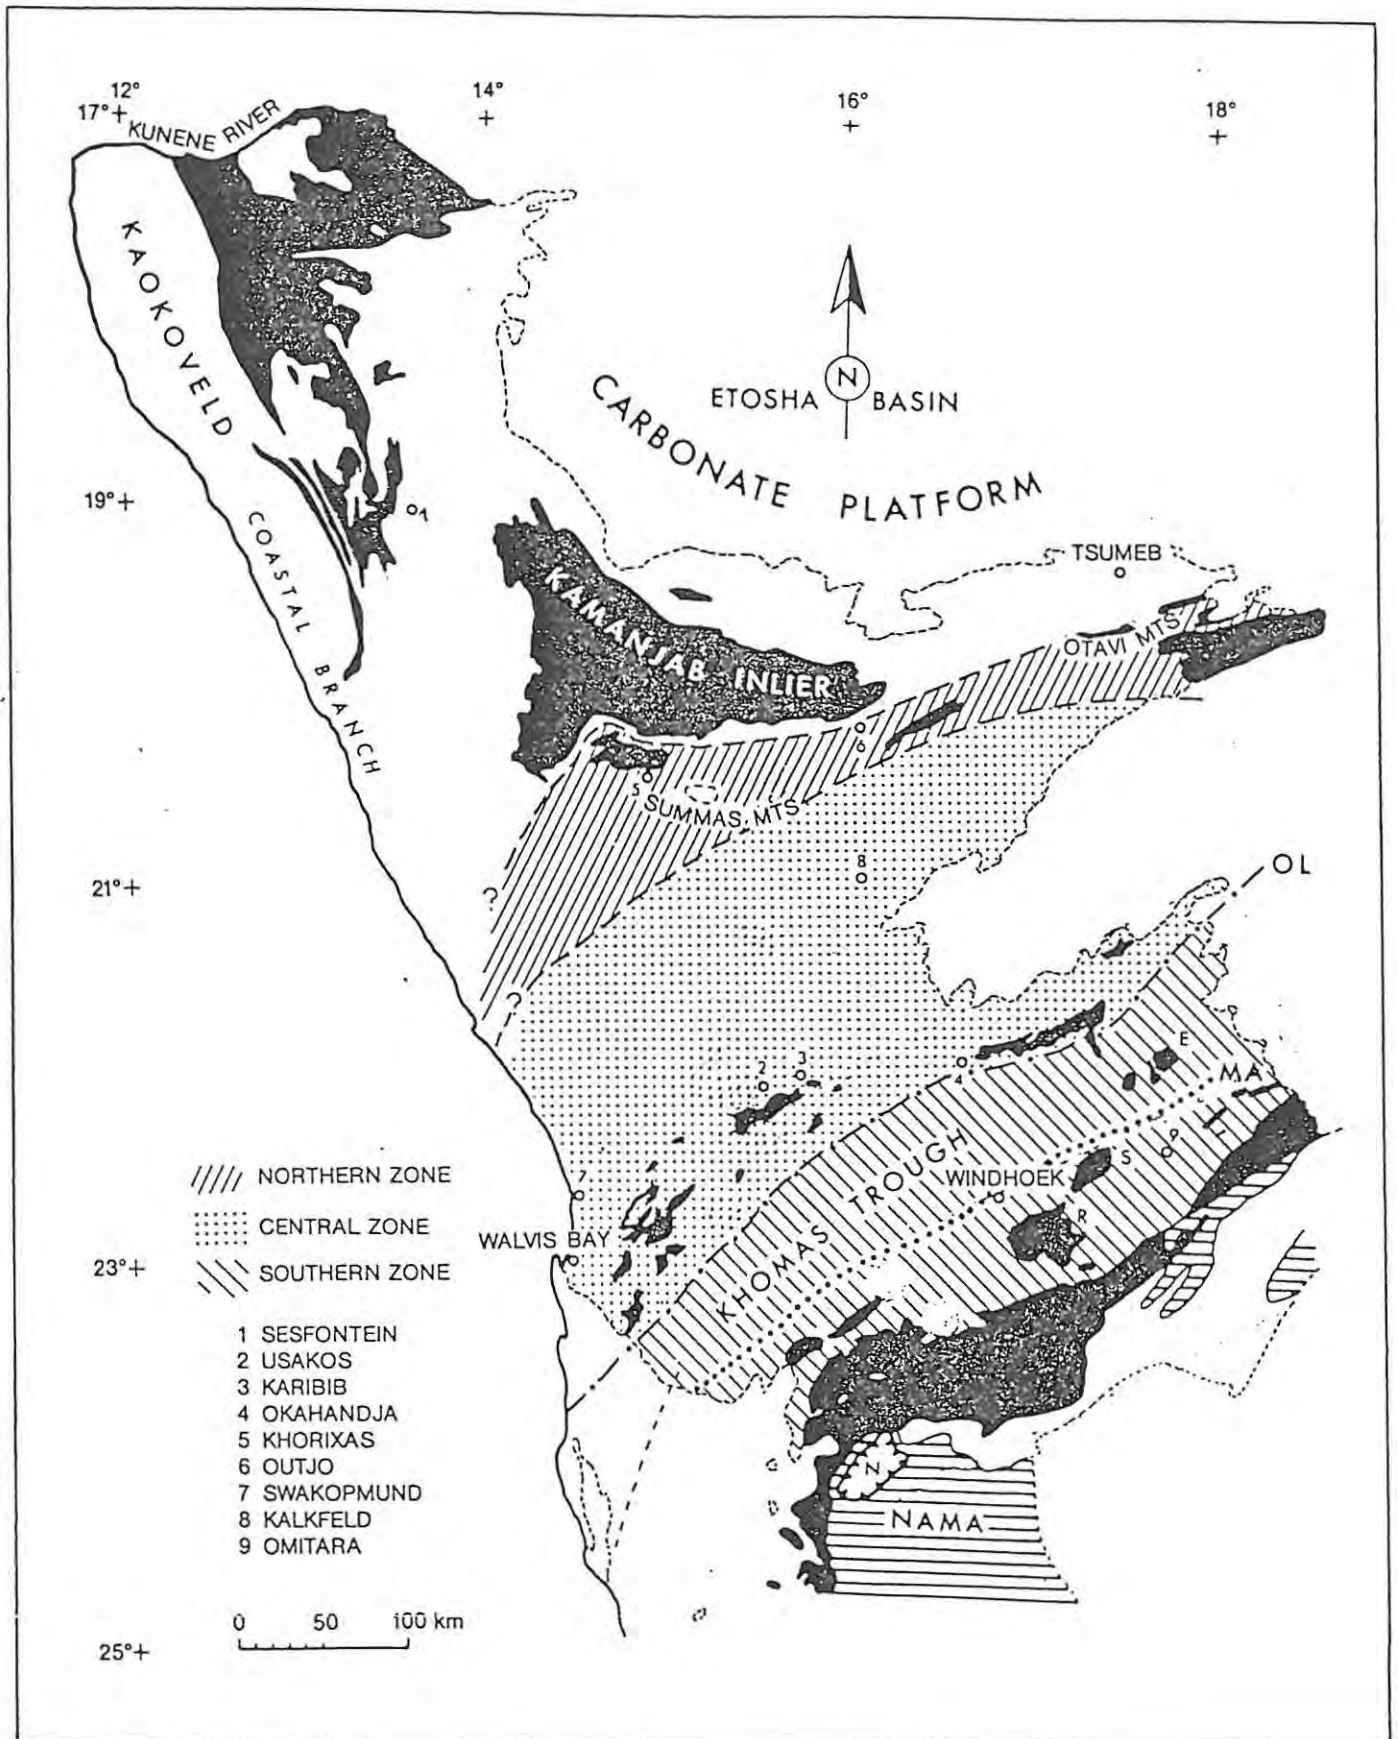 12°
14°
16°
18°
17°+
KUNENE RIVER
KAOKOVELD
ETOSHA N BASIN
CARBONATE PLATFORM
19°+
1
COASTAL BRANCH
TSUMEB
KAMANJAB INLIER
OTAVI MTS
6
5
SUMMAS MTS
8
OL
21°+
?
?
2
3
4
E
MA
KHOMAS TROUGH
WINDHOEK
S
9
R
7
WALVIS BAY
NORTHERN ZONE
CENTRAL ZONE
23°+
SOUTHERN ZONE
1 SESFONTEIN
2 USAKOS
3 KARIBIB
4 OKAHANDJA
5 KHORIXAS
6 OUTJO
7 SWAKOPMUND
8 KALKFELD
9 OMITARA
N
NAMA
0 50 100 km
25°+